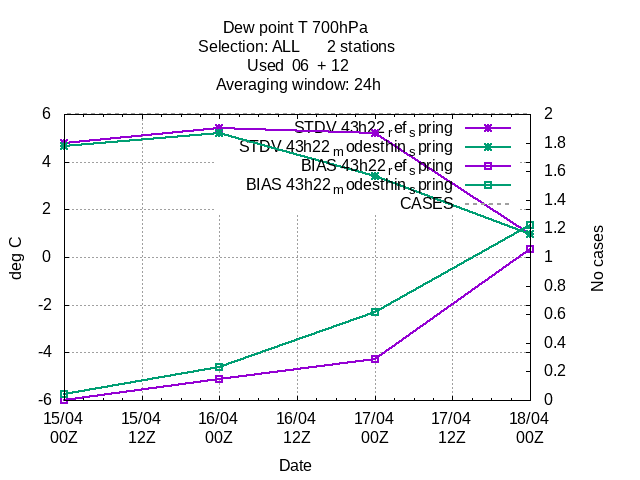 Dew point T 700hPa
Selection: ALL 2 stations
Used 06 + 12
Averaging window: 24h
deg C
6
4
2
0
-2
-4
-6
STDV 43h22_ref_spring
STDV 43h22_modesthin_spring
BIAS 43h22_ref_spring
BIAS 43h22_modesthin_spring
CASES
2
1.8
1.6
1.4
1.2
1
0.8
0.6
0.4
0.2
0
No cases
15/04 15/04 16/04 16/04 17/04 17/04 18/04
00Z 12Z 00Z 12Z 00Z 12Z 00Z
Date